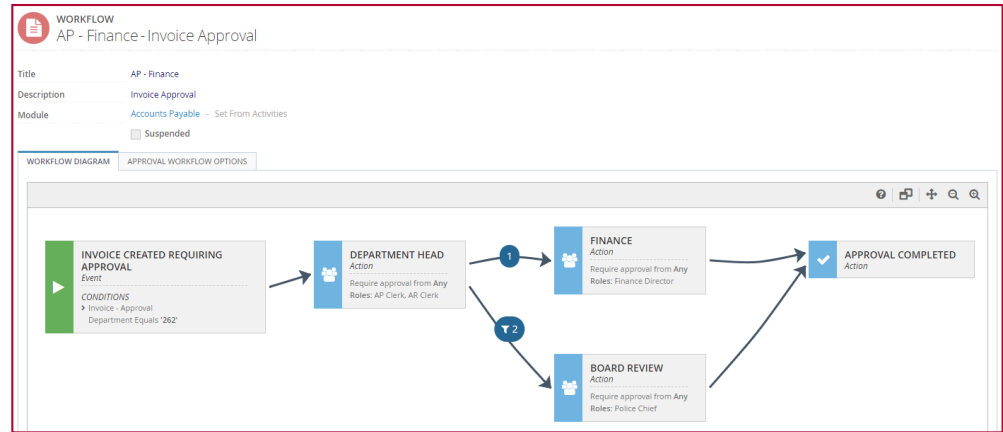 WORKFLOW
AP - Finance - Invoice Approval
Title AP - Finance
Description Invoice Approval
Module Accounts Payable - Set From Activities
Suspended
WORKFLOW DIAGRAM APPROVAL WORKFLOW OPTIONS
INVOICE CREATED REQUIRING
APPROVAL
Event
CONDITIONS
> Invoice - Approval
Department Equals '262'
DEPARTMENT HEAD
Action
Require approval from Any
Roles: AP Clerk, AR Clerk
1
2
FINANCE
Action
Require approval from Any
Roles: Finance Director
BOARD REVIEW
Action
Require approval from Any
Roles: Police Chief
APPROVAL COMPLETED
Action